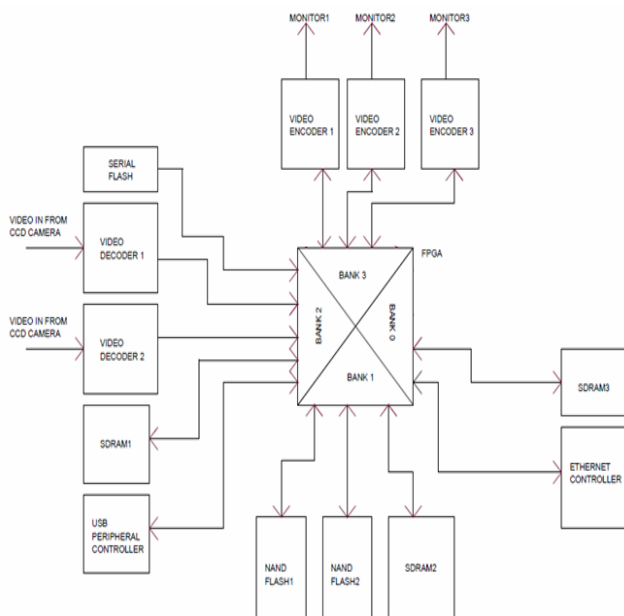 MONITOR1
MONITOR2
MONITOR3
VIDEO
ENCODER 1
VIDEO
ENCODER 2
VIDEO
ENCODER 3
SERIAL
FLASH
VIDEO IN FROM
CCD CAMERA
VIDEO
DECODER 1
FPGA
BANK 3
BANK 2
BANK 0
BANK 1
VIDEO IN FROM
CCD CAMERA
VIDEO
DECODER 2
SDRAM3
SDRAM1
ETHERNET
CONTROLLER
USB
PERIPHERAL
CONTROLLER
NAND
FLASH1
NAND
FLASH2
SDRAM2